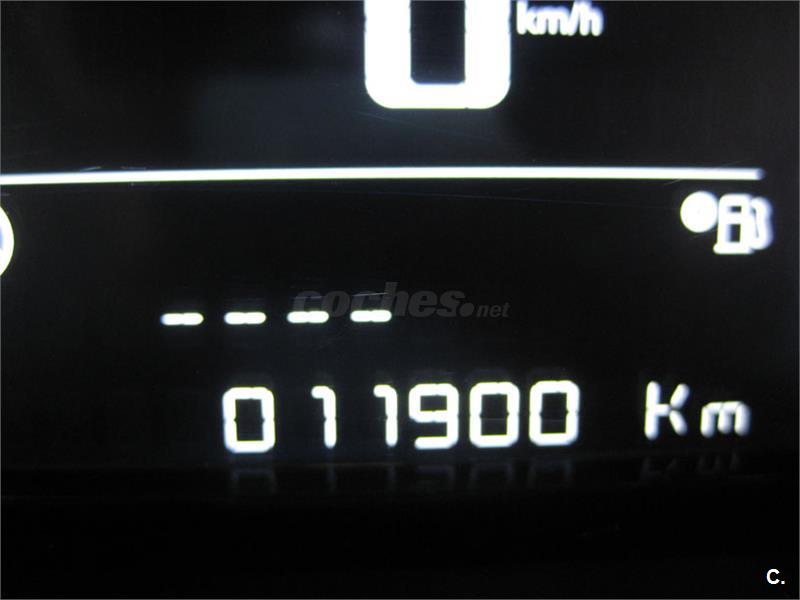 0 km/h
coches.net
- - - -
011900 Km
C.